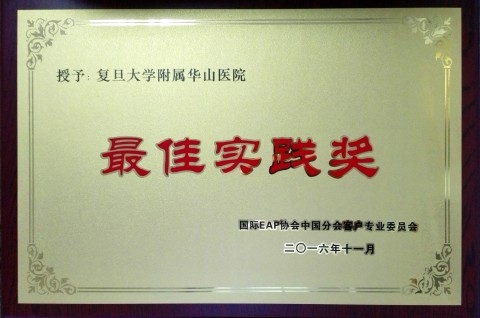 授予：复旦大学附属华山医院
最佳实践奖
国际EAP协会中国分会客户专业委员会
二〇一六年十一月